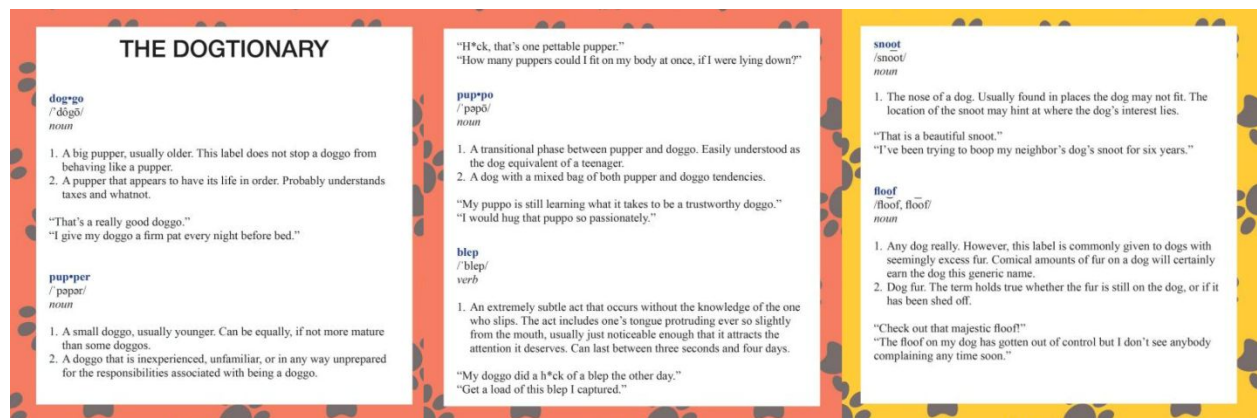 THE DOGTIONARY
dog•go
/ˈdôgō/
noun
1. A big pupper, usually older. This label does not stop a doggo from
behaving like a pupper.
2. A pupper that appears to have its life in order. Probably understands
taxes and whatnot.
“That’s a really good doggo.”
“I give my doggo a firm pat every night before bed.”
pup•per
/ˈpəpər/
noun
1. A small doggo, usually younger. Can be equally, if not more mature
than some doggos.
2. A doggo that is inexperienced, unfamiliar, or in any way unprepared
for the responsibilities associated with being a doggo.
“H*ck, that’s one pettable pupper.”
“How many puppers could I fit on my body at once, if I were lying down?”
pup•po
/ˈpəpō/
noun
1. A transitional phase between pupper and doggo. Easily understood as
the dog equivalent of a teenager.
2. A dog with a mixed bag of both pupper and doggo tendencies.
“My puppo is still learning what it takes to be a trustworthy doggo.”
“I would hug that puppo so passionately.”
blep
/ˈblep/
verb
1. An extremely subtle act that occurs without the knowledge of the one
who slips. The act includes one’s tongue protruding ever so slightly
from the mouth, usually just noticeable enough that it attracts the
attention it deserves. Can last between three seconds and four days.
“My doggo did a h*ck of a blep the other day.”
“Get a load of this blep I captured.”
sno͞ot
/sno͞ot/
noun
1. The nose of a dog. Usually found in places the dog may not fit. The
location of the snoot may hint at where the dog’s interest lies.
“That is a beautiful snoot.”
“I’ve been trying to boop my neighbor’s dog’s snoot for six years.”
flo͞of
/flo͞of, flo͞of/
noun
1. Any dog really. However, this label is commonly given to dogs with
seemingly excess fur. Comical amounts of fur on a dog will certainly
earn the dog this generic name.
2. Dog fur. The term holds true whether the fur is still on the dog, or if it
has been shed off.
“Check out that majestic floof!”
“The floof on my dog has gotten out of control but I don’t see anybody
complaining any time soon.”